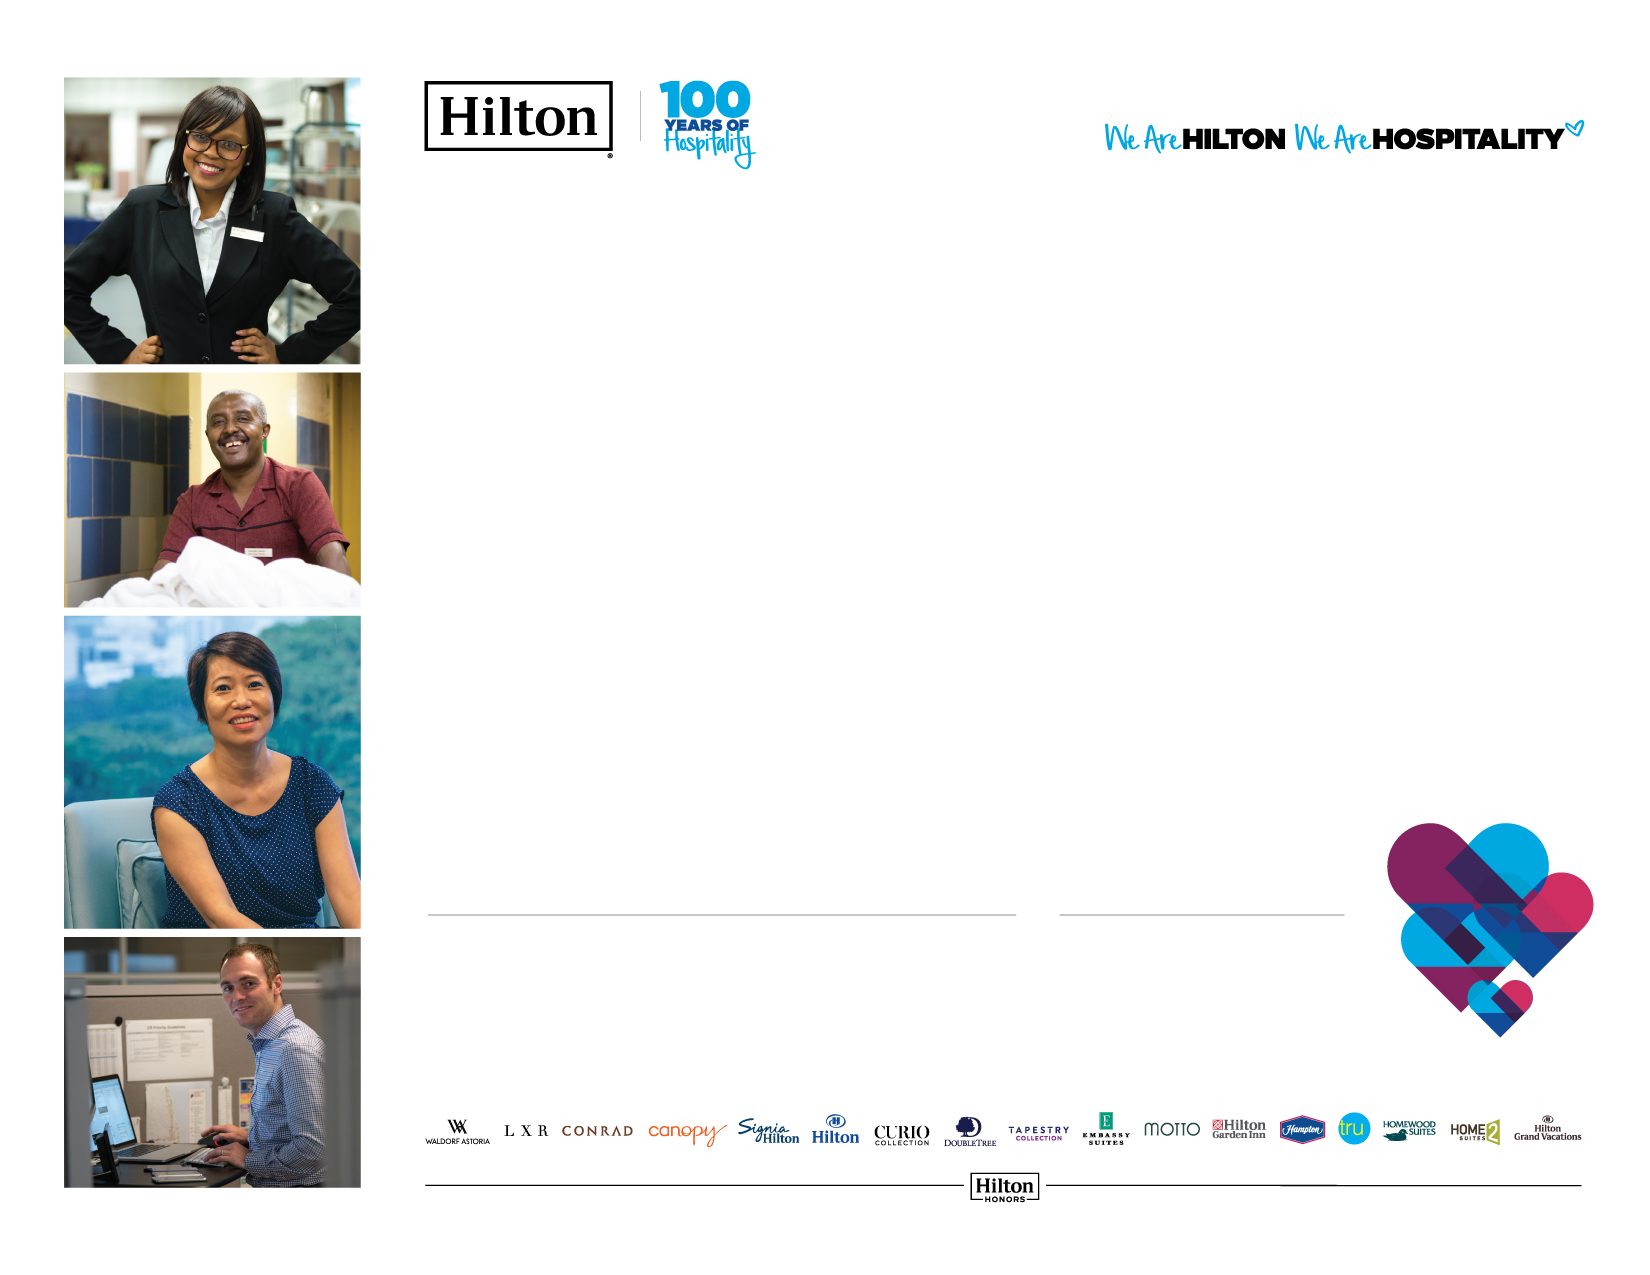 Hilton
®
100
YEARS OF
Hospitality
We Are HILTON We Are HOSPITALITY
WALDORF ASTORIA
LXR
CONRAD
canopy
Signia
Hilton
Hilton
CURIO
COLLECTION
DOUBLETREE
TAPESTRY
COLLECTION
E
EMBASSY
SUITES
MOTTO
Hilton
Garden Inn
Hampton
tru
HOMEWOOD
SUITES
HOME2
SUITES
Hilton
Grand Vacations
Hilton
HONORS